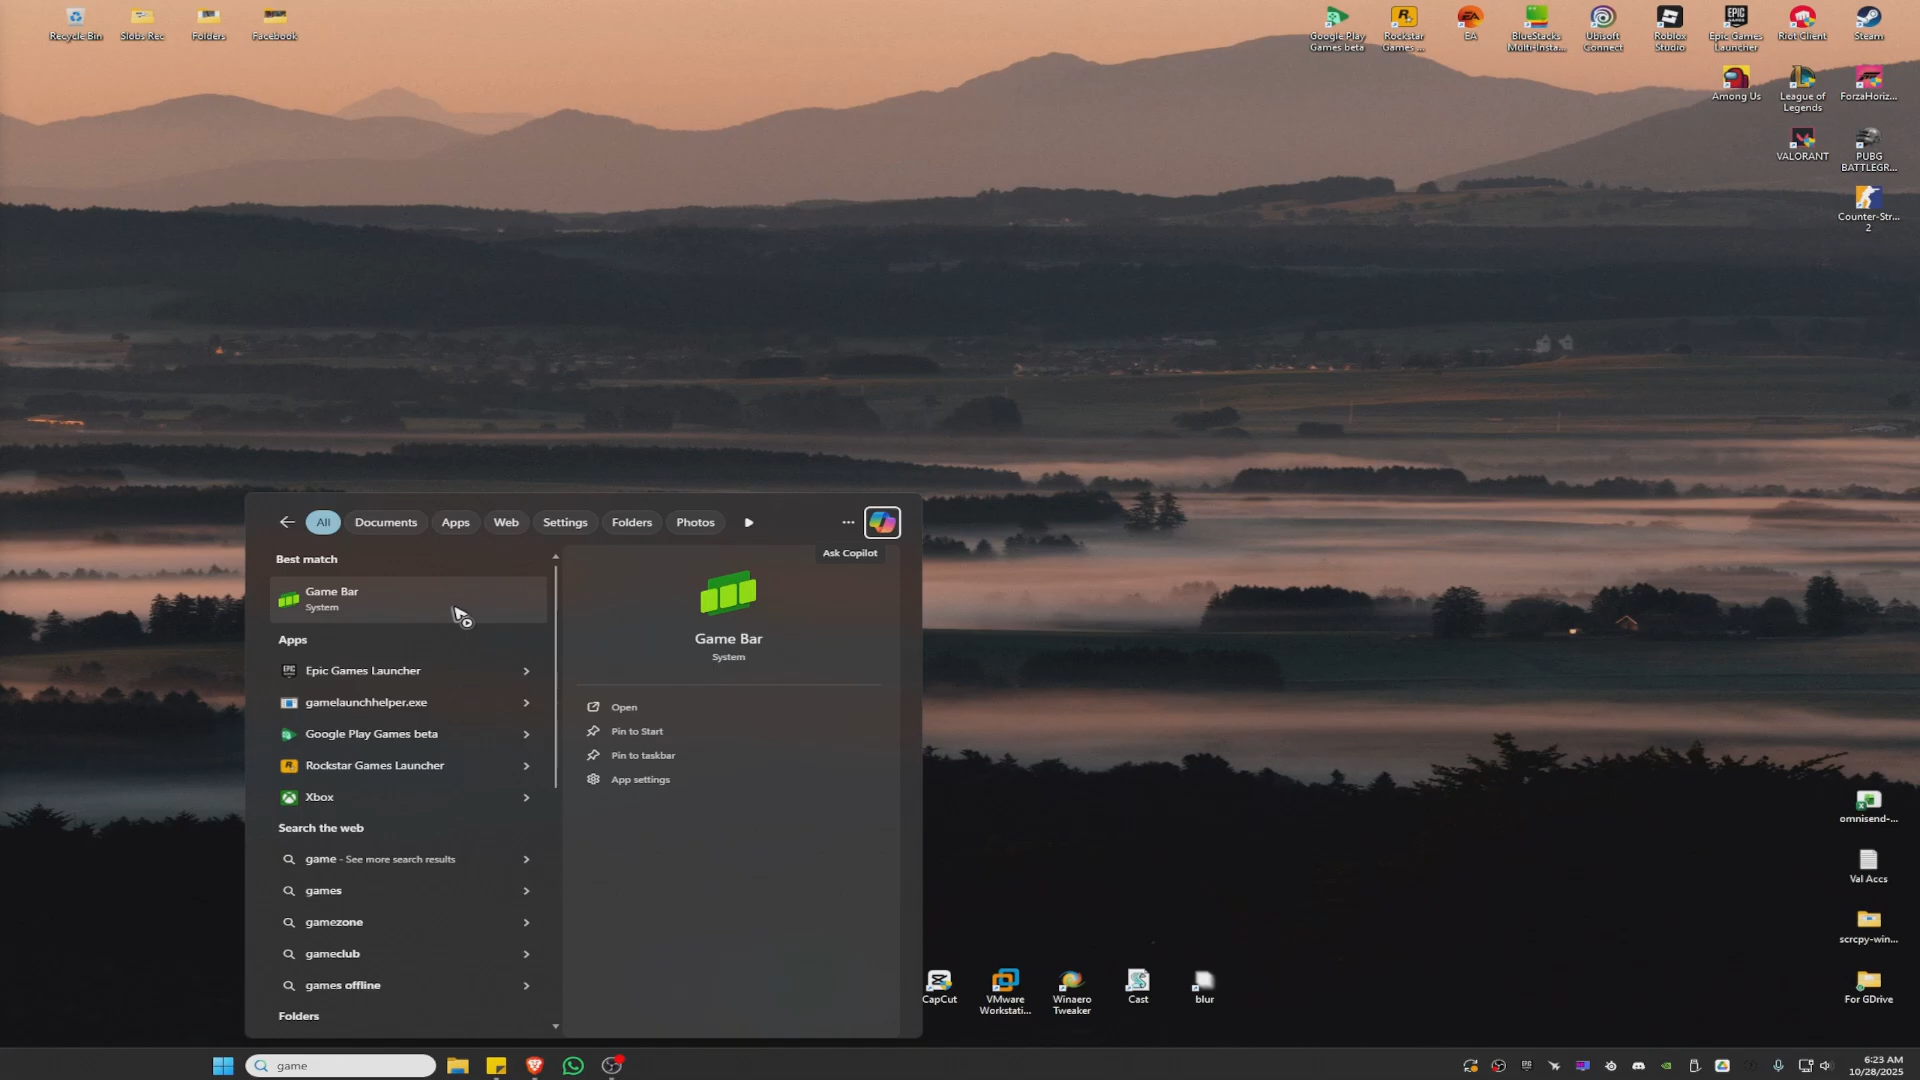 Recycle Bin
Slobs Rec
Folders
Facebook
Google Play
Games beta
Rockstar
Games ...
EA
BlueStacks
Multi-Insta...
Ubisoft
Connect
Roblox
Studio
Epic Games
Launcher
Riot Client
Steam
Among Us
League of
Legends
ForzaHoriz...
VALORANT
PUBG
BATTLEGR...
Counter-Str...
2
All
Documents
Apps
Web
Settings
Folders
Photos
Ask Copilot
Best match
Game Bar
System
Apps
Epic Games Launcher
gamelaunchhelper.exe
Google Play Games beta
Rockstar Games Launcher
Xbox
Search the web
game - See more search results
games
gamezone
gameclub
games offline
Folders
Game Bar
System
Open
Pin to Start
Pin to taskbar
App settings
omnisend-...
Val Accs
scrcpy-win...
For GDrive
CapCut
VMware
Workstati...
Winaero
Tweaker
Cast
blur
game
6:23 AM
10/28/2025